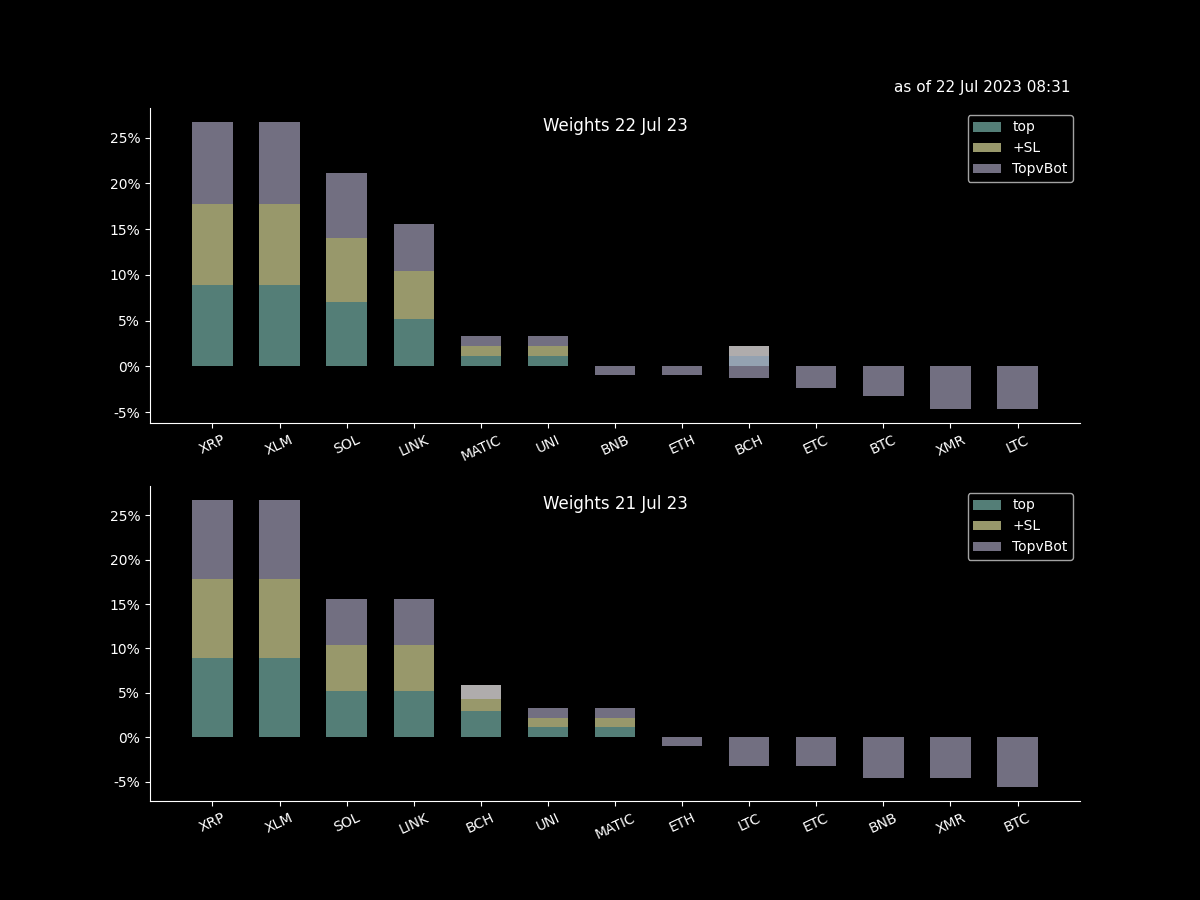 as of 22 Jul 2023 08:31
Weights 22 Jul 23
top
+SL
TopvBot
25%
20%
15%
10%
5%
0%
-5%
XRP XLM SOL LINK MATIC UNI BNB ETH BCH ETC BTC XMR LTC
Weights 21 Jul 23
top
+SL
TopvBot
25%
20%
15%
10%
5%
0%
-5%
XRP XLM SOL LINK BCH UNI MATIC ETH LTC ETC BNB XMR BTC